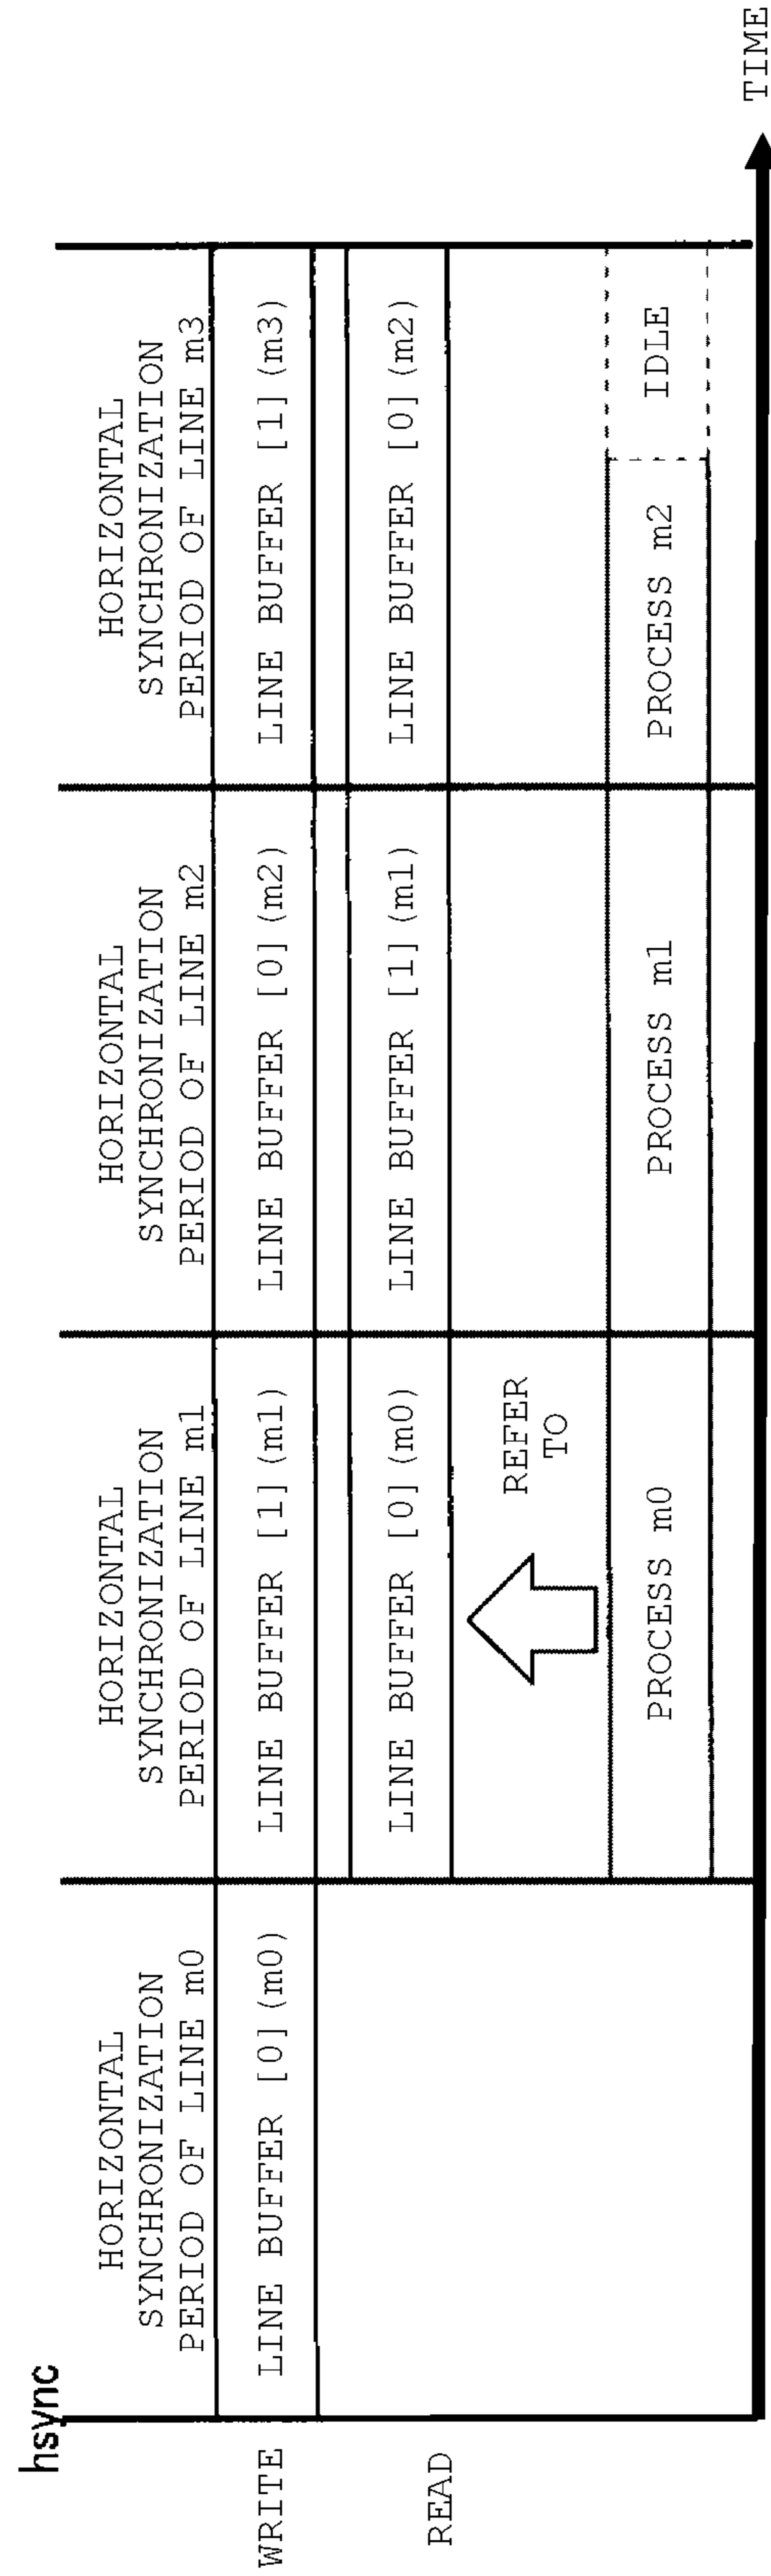 hsync
HORIZONTAL
SYNCHRONIZATION
PERIOD OF LINE m0
HORIZONTAL
SYNCHRONIZATION
PERIOD OF LINE m1
HORIZONTAL
SYNCHRONIZATION
PERIOD OF LINE m2
HORIZONTAL
SYNCHRONIZATION
PERIOD OF LINE m3
WRITE
LINE BUFFER [0] (m0)
LINE BUFFER [1] (m1)
LINE BUFFER [0] (m2)
LINE BUFFER [1] (m3)
READ
LINE BUFFER [0] (m0)
LINE BUFFER [1] (m1)
LINE BUFFER [0] (m2)
REFER
TO
PROCESS m0
PROCESS m1
PROCESS m2
IDLE
TIME